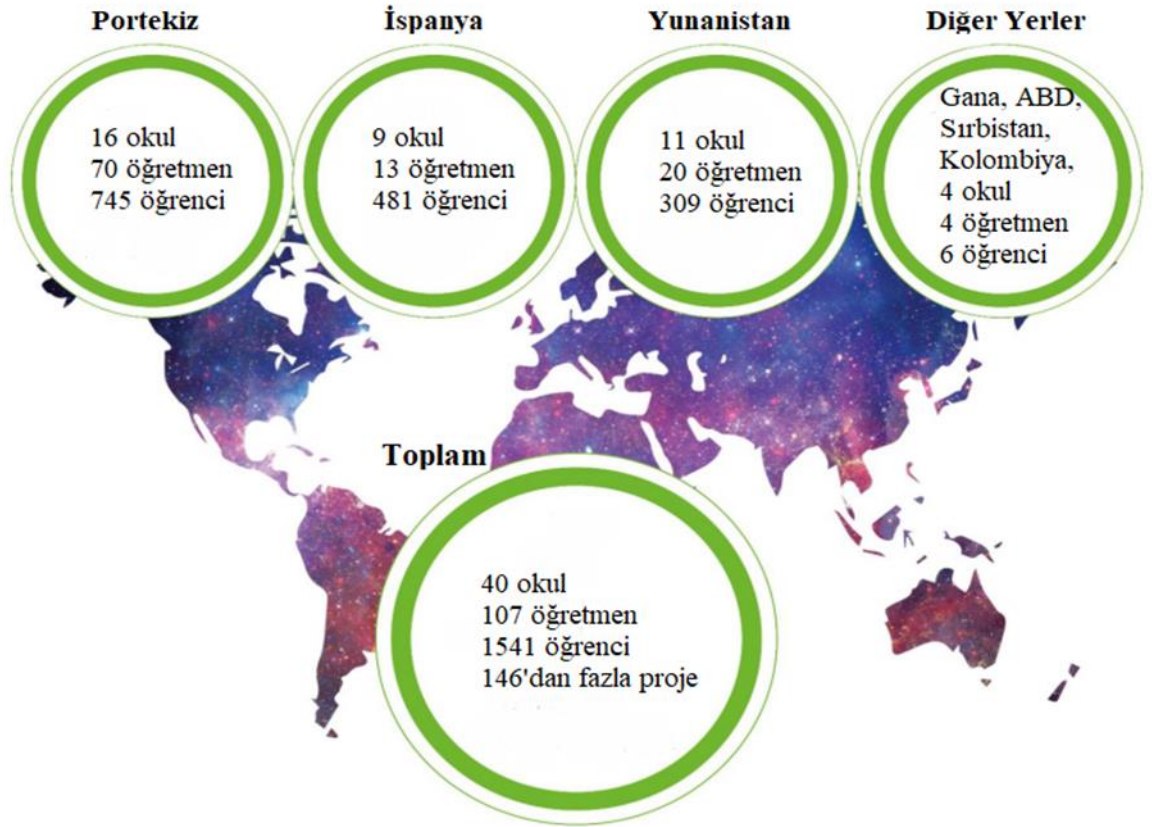 Portekiz
16 okul
70 öğretmen
745 öğrenci
İspanya
9 okul
13 öğretmen
481 öğrenci
Yunanistan
11 okul
20 öğretmen
309 öğrenci
Diğer Yerler
Gana, ABD,
Sırbistan,
Kolombiya,
4 okul
4 öğretmen
6 öğrenci
Toplam
40 okul
107 öğretmen
1541 öğrenci
146'dan fazla proje